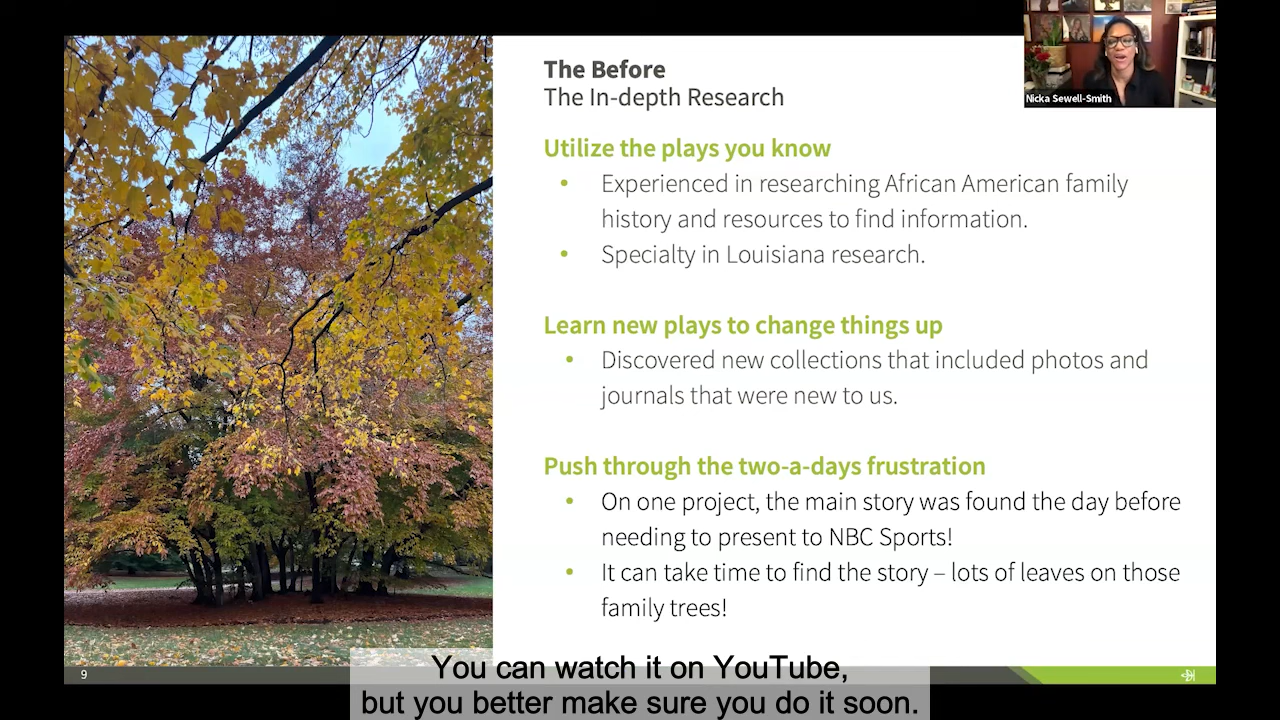 The Before
The In-depth Research
Nicka Sewell-Smith
Utilize the plays you know
• Experienced in researching African American family
history and resources to find information.
• Specialty in Louisiana research.
Learn new plays to change things up
• Discovered new collections that included photos and
journals that were new to us.
Push through the two-a-days frustration
• On one project, the main story was found the day before
needing to present to NBC Sports!
• It can take time to find the story – lots of leaves on those
family trees!
9
You can watch it on YouTube,
but you better make sure you do it soon.